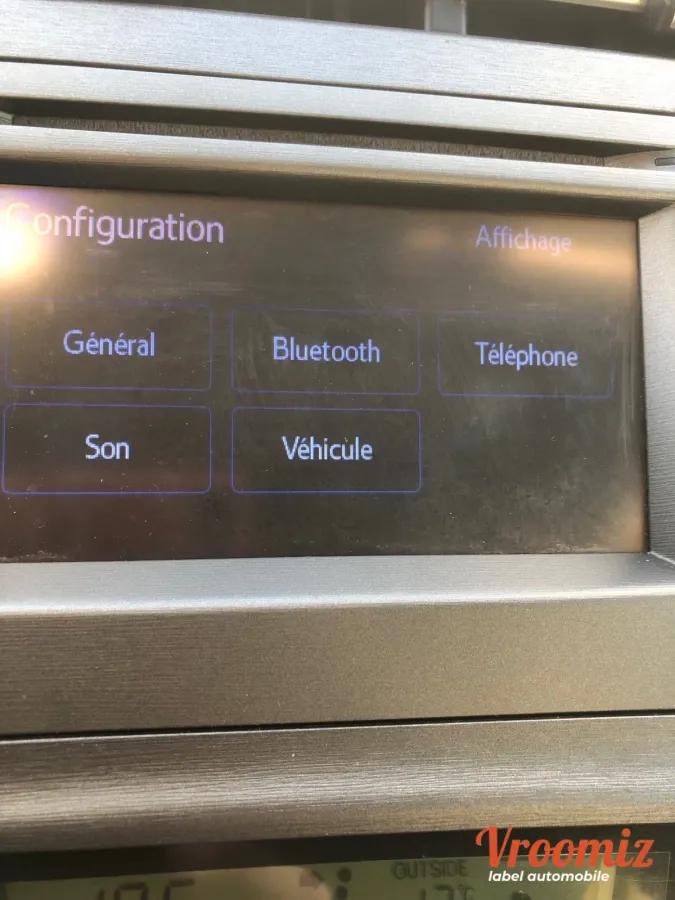 Configuration
Affichage
Général
Bluetooth
Téléphone
Son
Véhicule
OUTSIDE
Vroomiz
label automobile